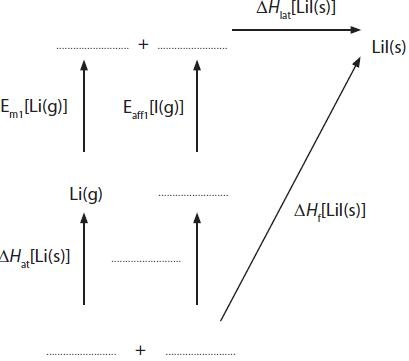 ΔHlat[LiI(s)]
+
LiI(s)
Em1[Li(g)]
Eaff1[I(g)]
Li(g)
ΔHf[LiI(s)]
ΔHat[Li(s)]
+